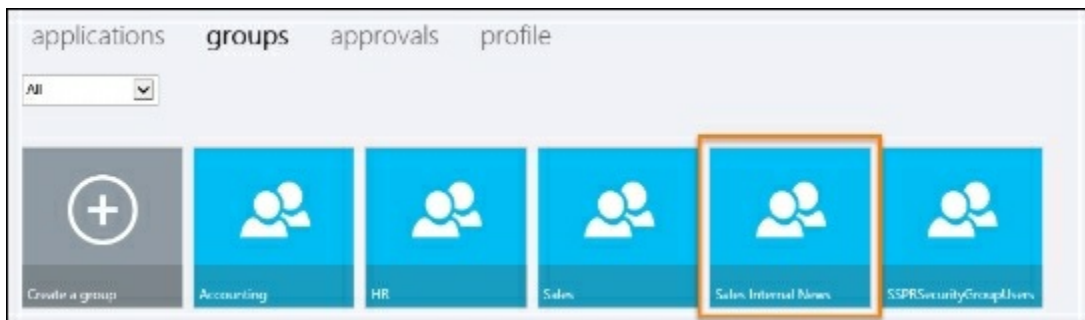 applications groups approvals profile
All
Create a group Accounting HR Sales Sales Internal News SSPRSecurityGroupUsers